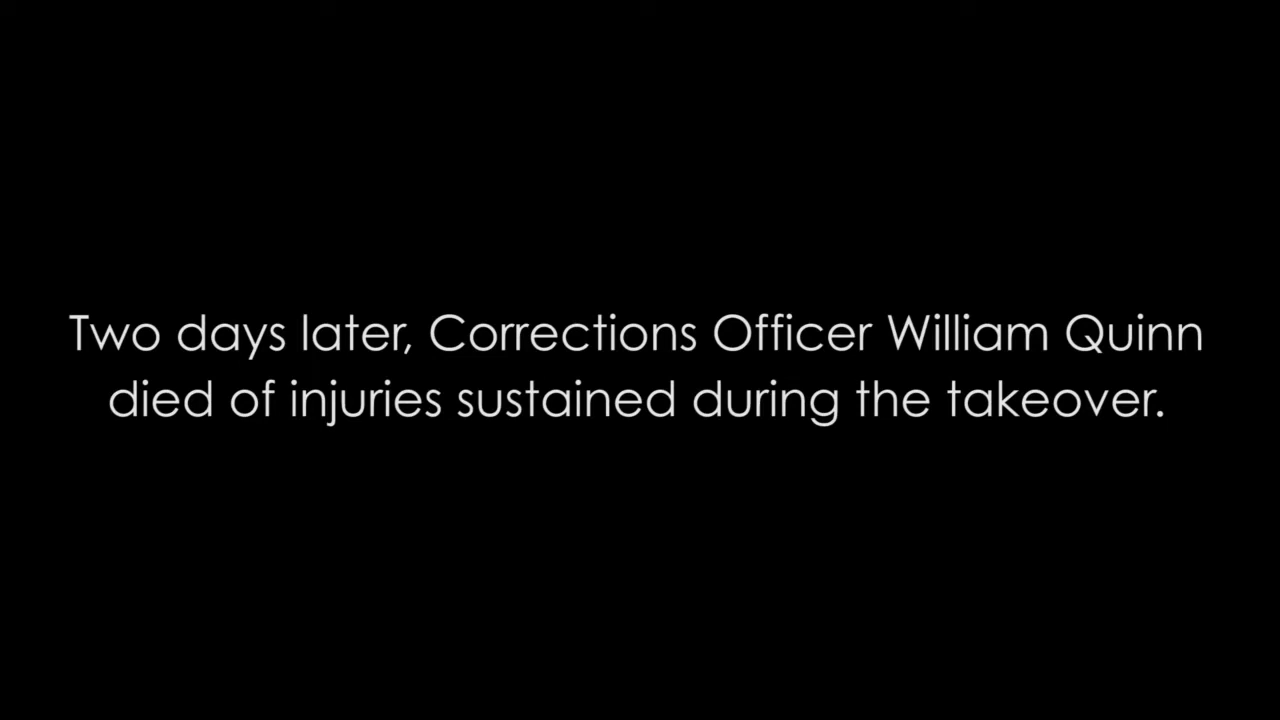 Two days later, Corrections Officer William Quinn
died of injuries sustained during the takeover.